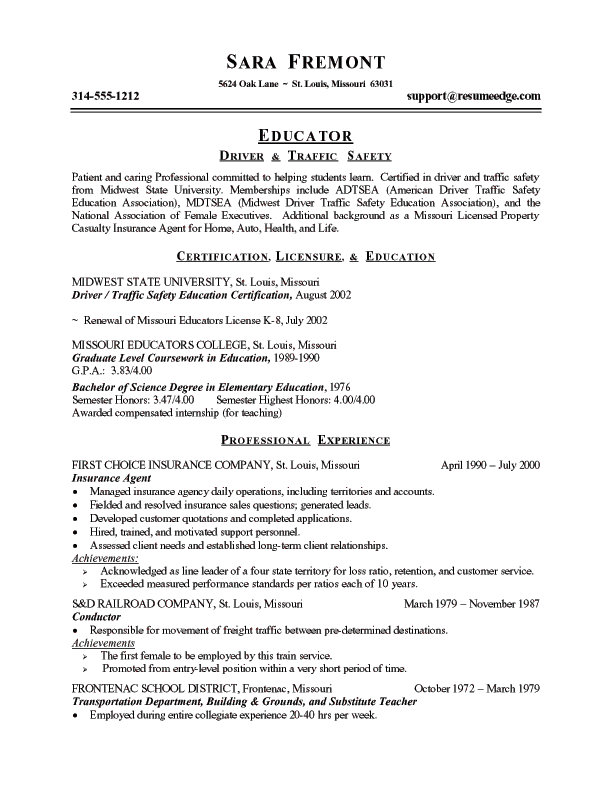 SARA FREMONT
5624 Oak Lane ~ St. Louis, Missouri 63031
314-555-1212 support@resumeedge.com
EDUCATOR
DRIVER & TRAFFIC SAFETY
Patient and caring Professional committed to helping students learn. Certified in driver and traffic safety
from Midwest State University. Memberships include ADTSEA (American Driver Traffic Safety
Education Association), MDTSEA (Midwest Driver Traffic Safety Education Association), and the
National Association of Female Executives. Additional background as a Missouri Licensed Property
Casualty Insurance Agent for Home, Auto, Health, and Life.
CERTIFICATION, LICENSURE, & EDUCATION
MIDWEST STATE UNIVERSITY, St. Louis, Missouri
Driver / Traffic Safety Education Certification, August 2002
~ Renewal of Missouri Educators License K-8, July 2002
MISSOURI EDUCATORS COLLEGE, St. Louis, Missouri
Graduate Level Coursework in Education, 1989-1990
G.P.A.: 3.83/4.00
Bachelor of Science Degree in Elementary Education, 1976
Semester Honors: 3.47/4.00 Semester Highest Honors: 4.00/4.00
Awarded compensated internship (for teaching)
PROFESSIONAL EXPERIENCE
FIRST CHOICE INSURANCE COMPANY, St. Louis, Missouri April 1990 – July 2000
Insurance Agent
• Managed insurance agency daily operations, including territories and accounts.
• Fielded and resolved insurance sales questions; generated leads.
• Developed customer quotations and completed applications.
• Hired, trained, and motivated support personnel.
• Assessed client needs and established long-term client relationships.
Achievements:
➢ Acknowledged as line leader of a four state territory for loss ratio, retention, and customer service.
➢ Exceeded measured performance standards per ratios each of 10 years.
S&D RAILROAD COMPANY, St. Louis, Missouri March 1979 – November 1987
Conductor
• Responsible for movement of freight traffic between pre-determined destinations.
Achievements
➢ The first female to be employed by this train service.
➢ Promoted from entry-level position within a very short period of time.
FRONTENAC SCHOOL DISTRICT, Frontenac, Missouri October 1972 – March 1979
Transportation Department, Building & Grounds, and Substitute Teacher
• Employed during entire collegiate experience 20-40 hrs per week.